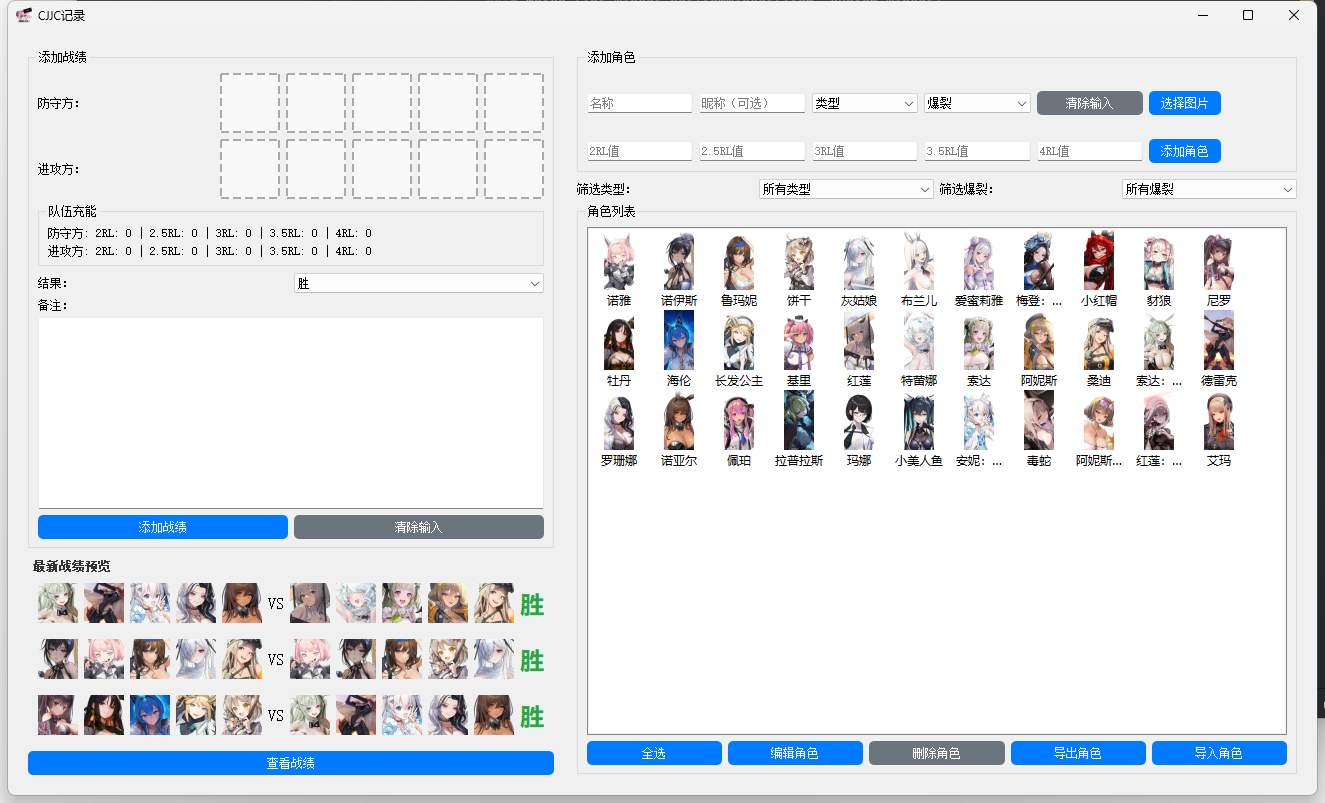 CJJC记录
添加战绩
防守方：
进攻方：
队伍充能
防守方: 2RL: 0 | 2.5RL: 0 | 3RL: 0 | 3.5RL: 0 | 4RL: 0
进攻方: 2RL: 0 | 2.5RL: 0 | 3RL: 0 | 3.5RL: 0 | 4RL: 0
结果： 胜
备注：
添加战绩 清除输入
最新战绩预览
VS 胜
VS 胜
VS 胜
查看战绩
添加角色
名称 昵称（可选） 类型 爆裂 清除输入 选择图片
2RL值 2.5RL值 3RL值 3.5RL值 4RL值 添加角色
筛选类型： 所有类型 筛选爆裂： 所有爆裂
角色列表
诺雅 诺伊斯 鲁玛妮 饼干 灰姑娘 布兰儿 爱蜜莉雅 梅登：... 小红帽 豺狼 尼罗
牡丹 海伦 长发公主 基里 红莲 特蕾娜 索达 阿妮斯 桑迪 索达：... 德雷克
罗珊娜 诺亚尔 佩珀 拉普拉斯 玛娜 小美人鱼 安妮：... 毒蛇 阿妮斯... 红莲：... 艾玛
全选 编辑角色 删除角色 导出角色 导入角色